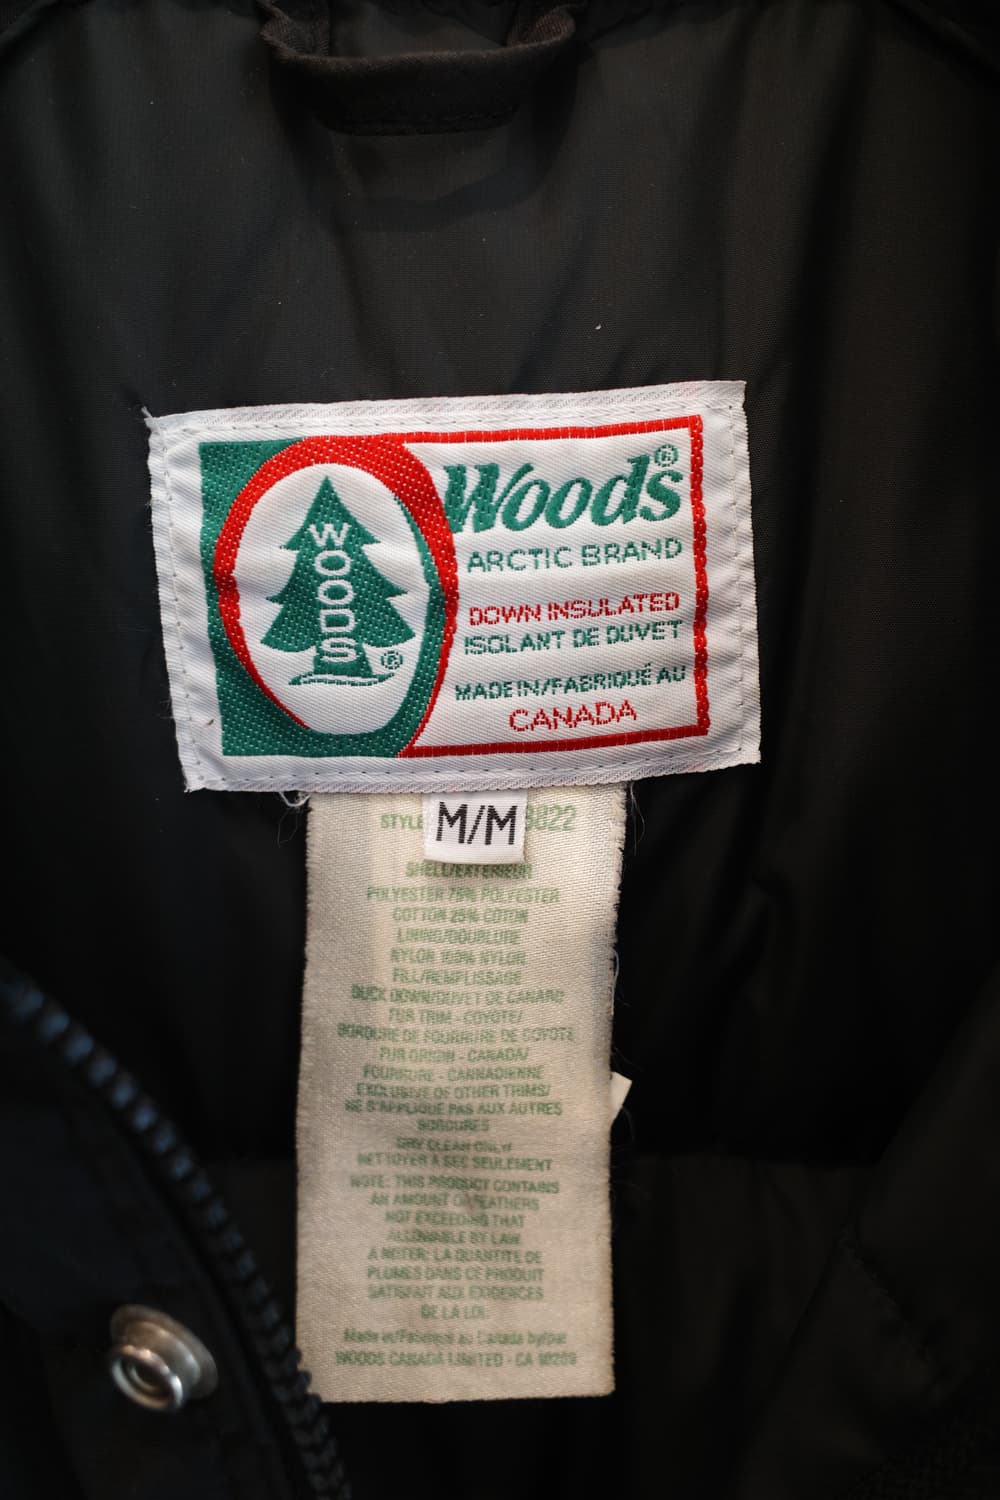 WOODS ®
Woods®
ARCTIC BRAND
DOWN INSULATED
ISOLANT DE DUVET
MADE IN/FABRIQUÉ AU
CANADA
M/M
STYLE 3822
SHELL/EXTERIEUR
POLYESTER 75% POLYESTER
COTTON 25% COTON
LINING/DOUBLURE
NYLON 100% NYLON
FILL/REMPLISSAGE
DUCK DOWN/DUVET DE CANARD
FUR TRIM - COYOTE/
BORDURE DE FOURRURE DE COYOTE
FUR ORIGIN - CANADA/
FOURRURE - CANNADIENNE
EXCLUSIVE OF OTHER TRIMS/
NE S'APPLIQUE PAS AUX AUTRES
BORDURES
DRY CLEAN ONLY/
NETTOYER A SEC SEULEMENT
NOTE: THIS PRODUCT CONTAINS
AN AMOUNT OF FEATHERS
NOT EXCEEDING THAT
ALLOWABLE BY LAW
A NOTER: LA QUANTITE DE
PLUMES DANS CE PRODUIT
SATISFAIT AUX EXIGENCES
DE LA LOI.
Made in/Fabrique au Canada by/par
WOODS CANADA LIMITED - CA 10209